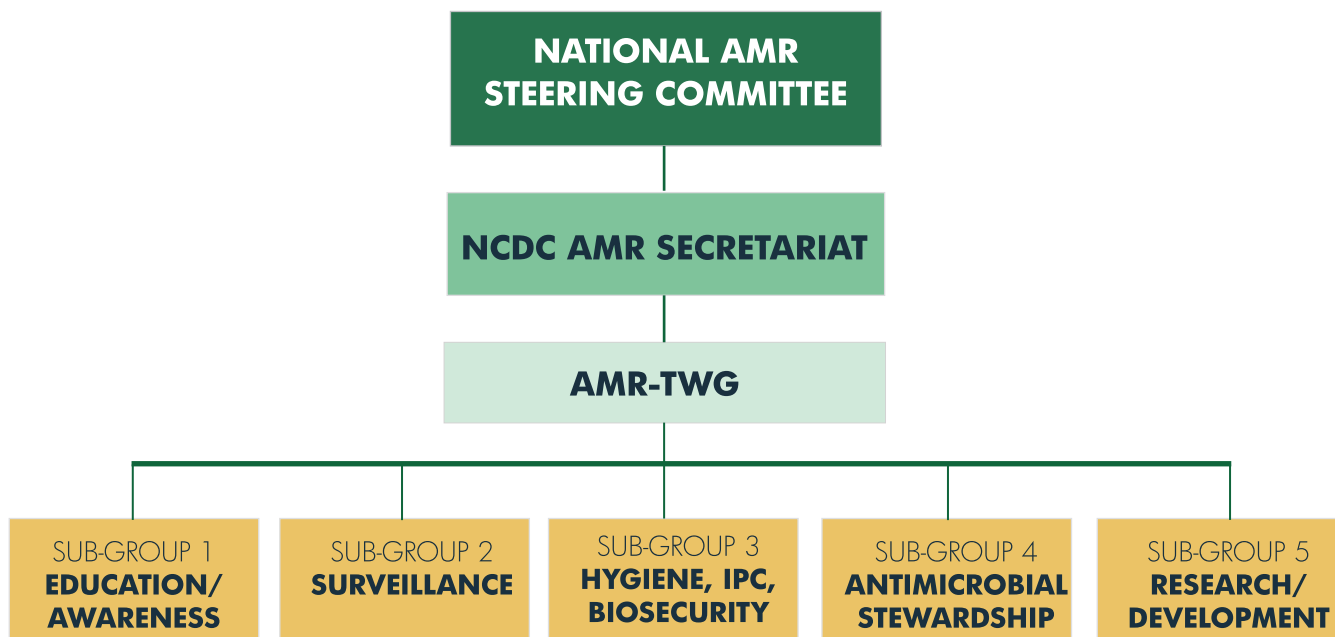 NATIONAL AMR
STEERING COMMITTEE
NCDC AMR SECRETARIAT
AMR-TWG
SUB-GROUP 1
EDUCATION/
AWARENESS
SUB-GROUP 2
SURVEILLANCE
SUB-GROUP 3
HYGIENE, IPC,
BIOSECURITY
SUB-GROUP 4
ANTIMICROBIAL
STEWARDSHIP
SUB-GROUP 5
RESEARCH/
DEVELOPMENT